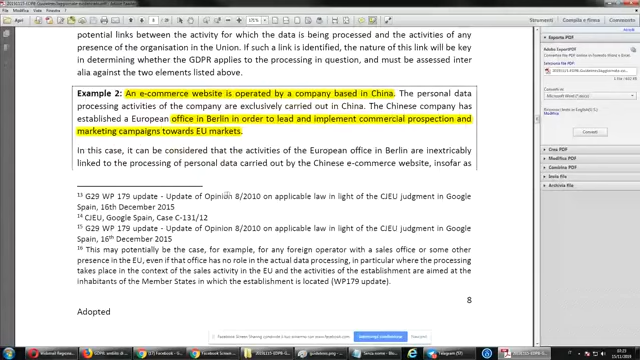 potential links between the activity for which the data is being processed and the activities of any
presence of the organisation in the Union. If such a link is identified, the nature of this link will be key
in determining whether the GDPR applies to the processing in question, and must be assessed inter
alia against the two elements listed above.
Example 2: An e-commerce website is operated by a company based in China. The personal data
processing activities of the company are exclusively carried out in China. The Chinese company has
established a European office in Berlin in order to lead and implement commercial prospection and
marketing campaigns towards EU markets.
In this case, it can be considered that the activities of the European office in Berlin are inextricably
linked to the processing of personal data carried out by the Chinese e-commerce website, insofar as
13 G29 WP 179 update - Update of Opinion 8/2010 on applicable law in light of the CJEU judgment in Google
Spain, 16th December 2015
14 CJEU, Google Spain, Case C-131/12
15 G29 WP 179 update - Update of Opinion 8/2010 on applicable law in light of the CJEU judgment in Google
Spain, 16th December 2015
16 This may potentially be the case, for example, for any foreign operator with a sales office or some other
presence in the EU, even if that office has no role in the actual data processing, in particular where the processing
takes place in the context of the sales activity in the EU and the activities of the establishment are aimed at the
inhabitants of the Member States in which the establishment is located (WP179 update).
8
Adopted
Esporta PDF
Converti
Crea PDF
Modifica PDF
09:25
15/11/2019